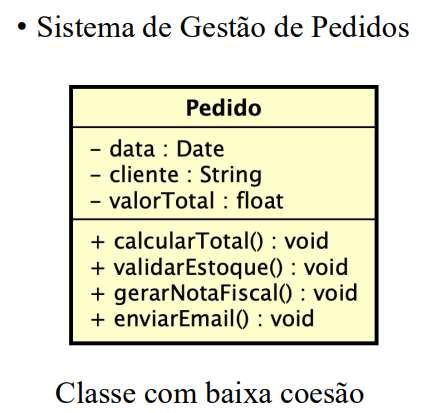 • Sistema de Gestão de Pedidos
Pedido
- data : Date
- cliente : String
- valorTotal : float
+ calcularTotal() : void
+ validarEstoque() : void
+ gerarNotaFiscal() : void
+ enviarEmail() : void
Classe com baixa coesão